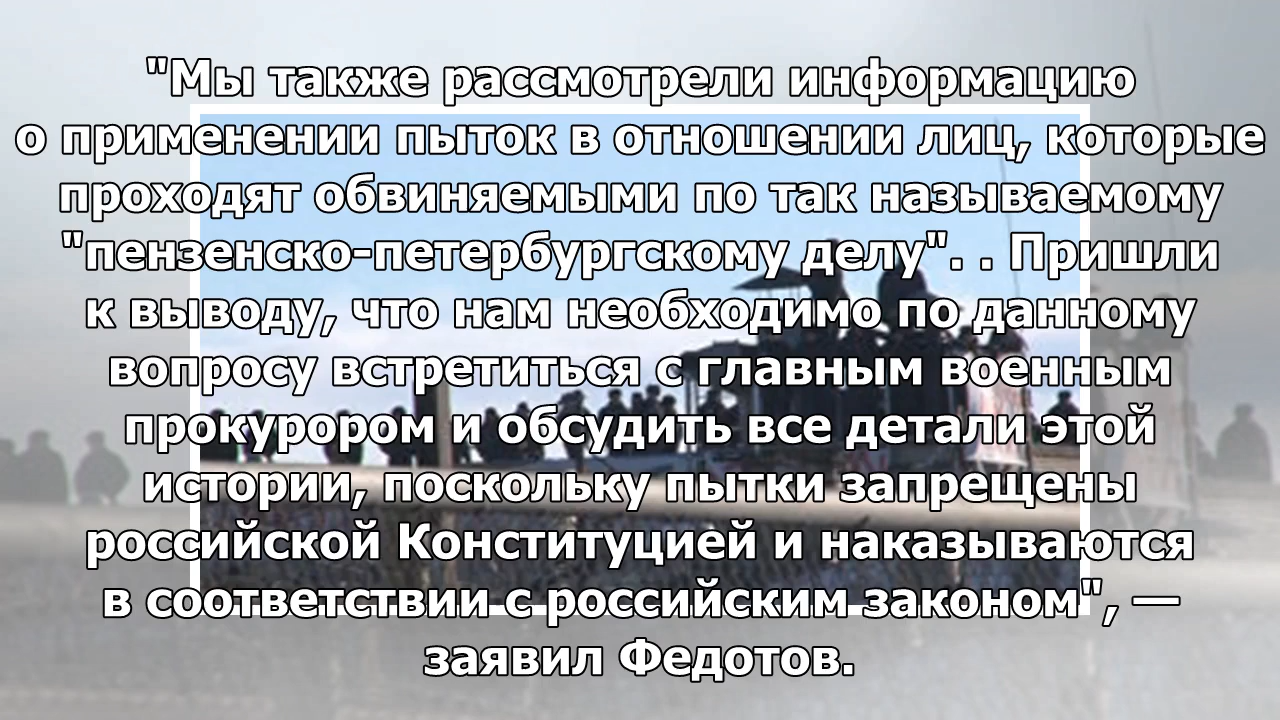 "Мы также рассмотрели информацию
о применении пыток в отношении лиц, которые
проходят обвиняемыми по так называемому
"пензенско-петербургскому делу". . Пришли
к выводу, что нам необходимо по данному
вопросу встретиться с главным военным
прокурором и обсудить все детали этой
истории, поскольку пытки запрещены
российской Конституцией и наказываются
в соответствии с российским законом", —
заявил Федотов.